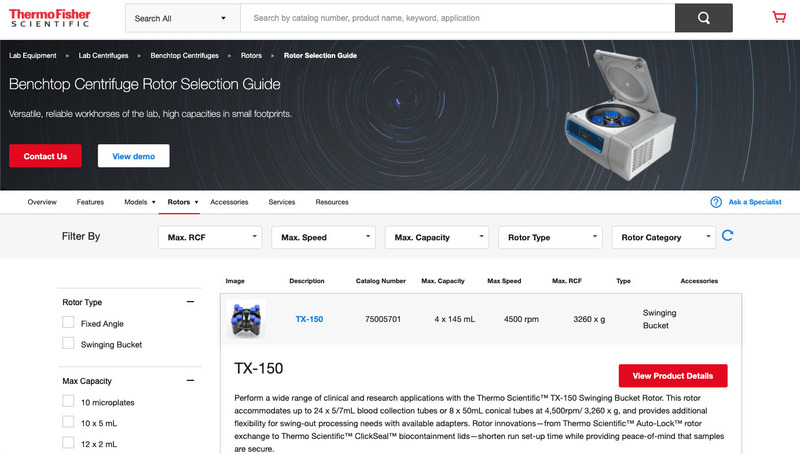 ThermoFisher
SCIENTIFIC
Search All
Search by catalog number, product name, keyword, application
Lab Equipment ▸ Lab Centrifuges ▸ Benchtop Centrifuges ▸ Rotors ▸ Rotor Selection Guide
Benchtop Centrifuge Rotor Selection Guide
Versatile, reliable workhorses of the lab, high capacities in small footprints.
Contact Us View demo
Overview Features Models Rotors Accessories Services Resources Ask a Specialist
Filter By Max. RCF Max. Speed Max. Capacity Rotor Type Rotor Category
Image Description Catalog Number Max. Capacity Max Speed Max. RCF Type Accessories
Rotor Type
Fixed Angle
Swinging Bucket
Max Capacity
10 microplates
10 x 5 mL
12 x 2 mL
TX-150 75005701 4 x 145 mL 4500 rpm 3260 x g Swinging
Bucket
TX-150
View Product Details
Perform a wide range of clinical and research applications with the Thermo Scientific™ TX-150 Swinging Bucket Rotor. This rotor
accommodates up to 24 x 5/7mL blood collection tubes or 8 x 50mL conical tubes at 4,500rpm/ 3,260 x g, and provides additional
flexibility for swing-out processing needs with available adapters. Rotor innovations—from Thermo Scientific™ Auto-Lock™ rotor
exchange to Thermo Scientific™ ClickSeal™ biocontainment lids—shorten run set-up time while providing peace-of-mind that samples
are secure.